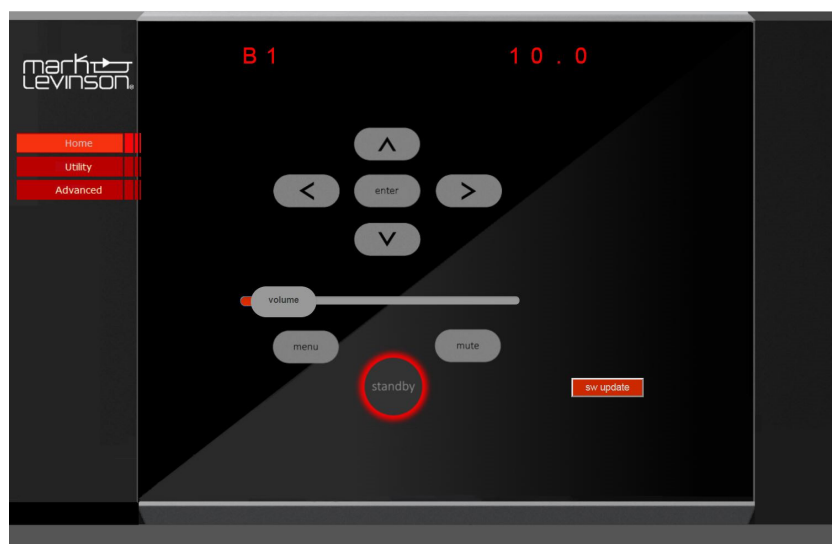 mark
Levinson®
B1 10.0
Home
Utility
Advanced
enter
volume
menu mute
standby
sw update